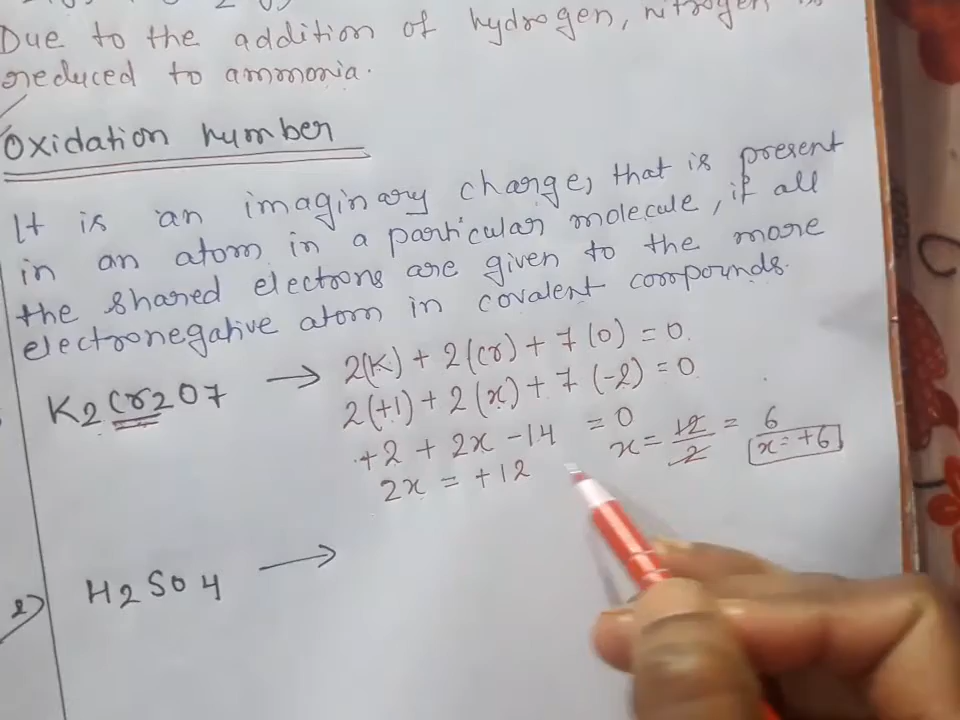 Due to the addition of hydrogen, nitrogen
reduced to ammonia.
Oxidation number
It is an imaginary charge, that is present
in an atom in a particular molecule, if all
the shared electrons are given to the more
electronegative atom in covalent compounds.
K2Cr2O7 → 2(K) + 2(Cr) + 7(O) = 0.
2(+1) + 2(x) + 7(-2) = 0
+2 + 2x -14 = 0
2x = +12
x = 12/2 = 6
x = +6
2) H2SO4 →